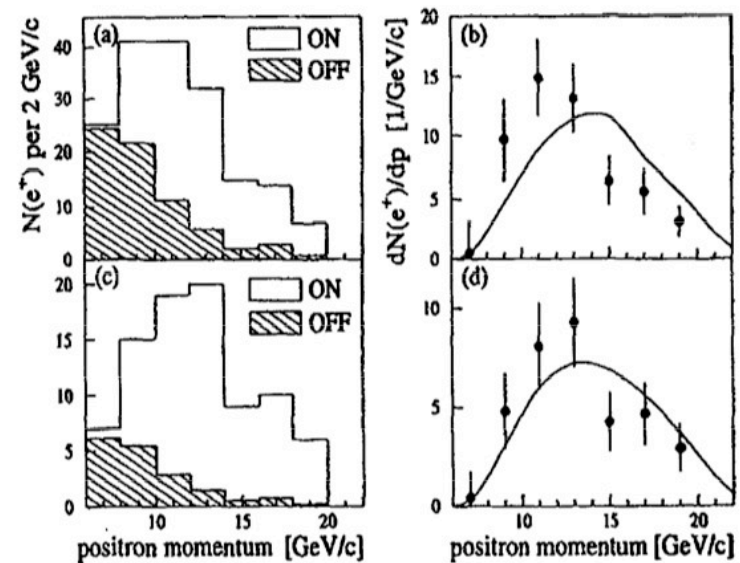 (a)
ON
OFF
N(e⁺) per 2 GeV/c
40
30
20
10
0
(b)
dN(e⁺)/dp [1/GeV/c]
20
15
10
5
0
(c)
ON
OFF
20
15
10
5
0
10 15 20
positron momentum [GeV/c]
(d)
10
5
0
10 15 20
positron momentum [GeV/c]